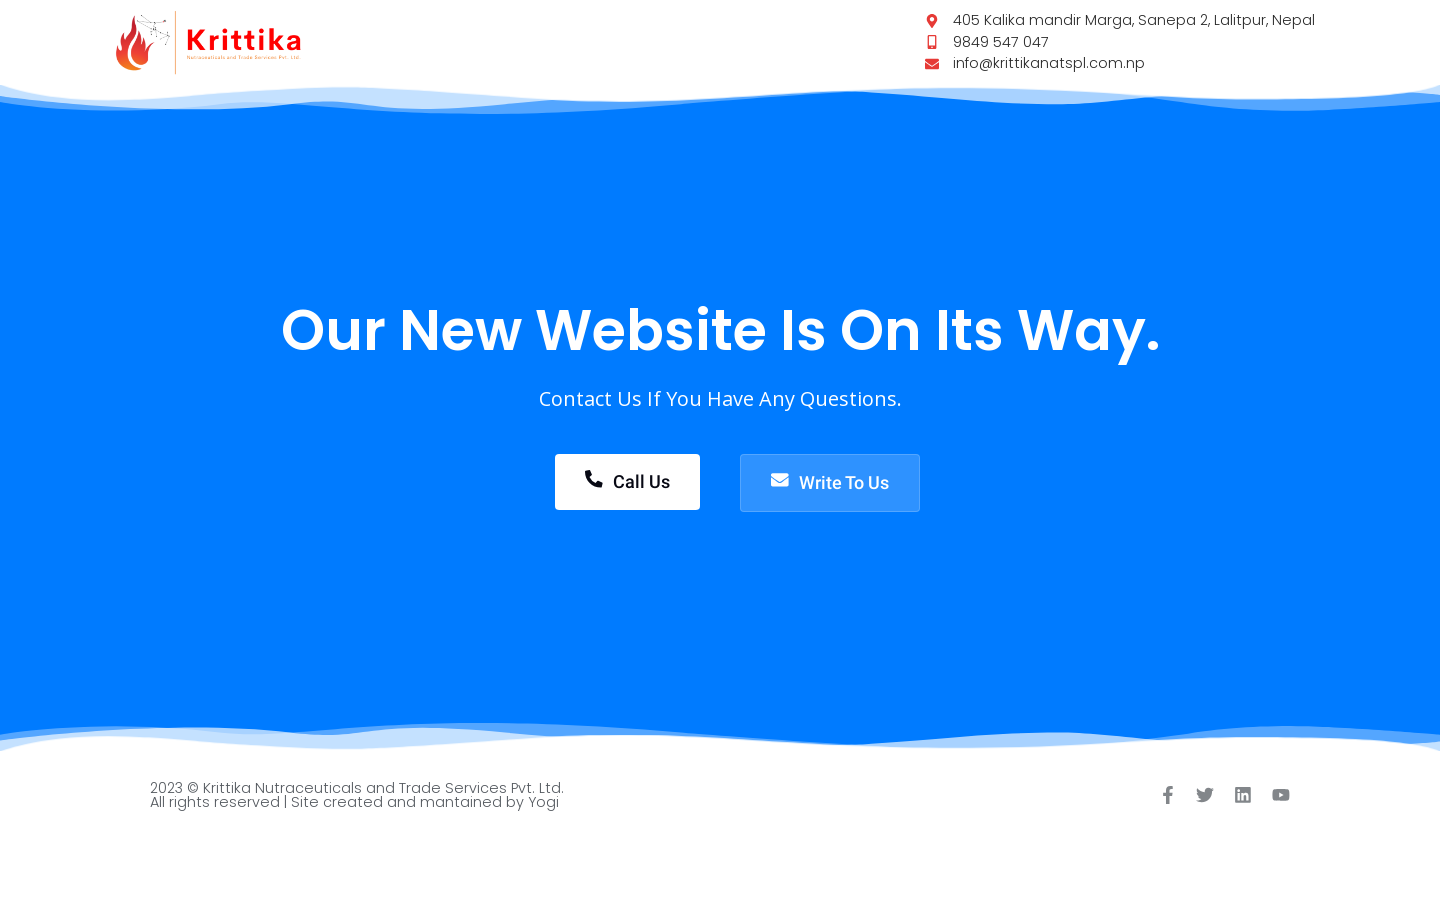 Krittika
Nutraceuticals and Trade Services Pvt. Ltd.
405 Kalika mandir Marga, Sanepa 2, Lalitpur, Nepal
9849 547 047
info@krittikanatspl.com.np
Our New Website Is On Its Way.
Contact Us If You Have Any Questions.
Call Us
Write To Us
2023 © Krittika Nutraceuticals and Trade Services Pvt. Ltd.
All rights reserved | Site created and mantained by Yogi